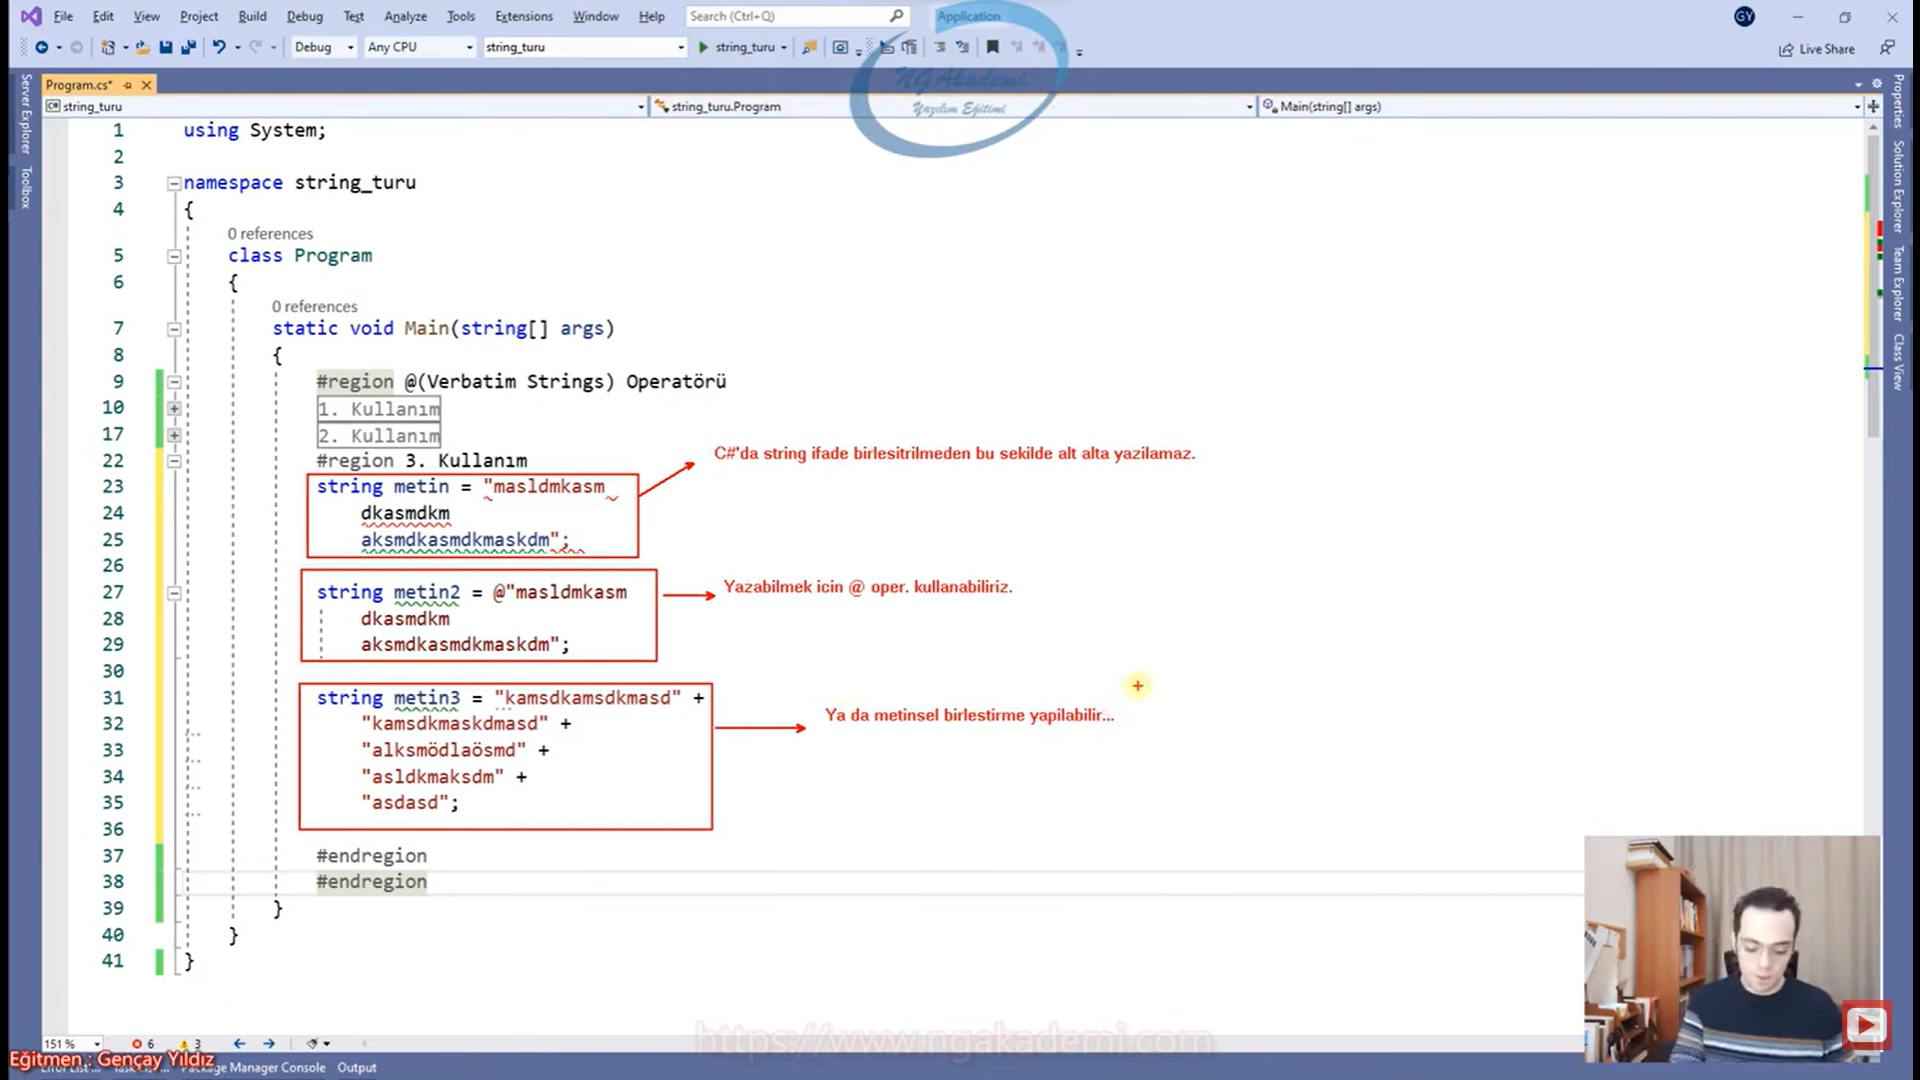 File Edit View Project Build Debug Test Analyze Tools Extensions Window Help Search (Ctrl+Q) Application GY
Debug Any CPU string_turu string_turu Live Share
NGAkademi
Yazılım Eğitimi
Program.cs*
string_turu string_turu.Program Main(string[] args)
Server Explorer
Toolbox
Properties
Solution Explorer
Team Explorer
Class View
1 using System;
2
3 namespace string_turu
4 {
0 references
5 class Program
6 {
0 references
7 static void Main(string[] args)
8 {
9 #region @(Verbatim Strings) Operatörü
10 1. Kullanım
17 2. Kullanım
22 #region 3. Kullanım
C#'da string ifade birlesitrilmeden bu sekilde alt alta yazilamaz.
23 string metin = "masldmkasm
24 dkasmdkm
25 aksmdkasmdkmaskdm";
26
27 string metin2 = @"masldmkasm
Yazabilmek icin @ oper. kullanabiliriz.
28 dkasmdkm
29 aksmdkasmdkmaskdm";
30
31 string metin3 = "kamsdkamsdkmasd" +
32 "kamsdkmaskdmasd" +
Ya da metinsel birlestirme yapilabilir...
33 "alksmödlaösmd" +
34 "asldkmaksdm" +
35 "asdasd";
36
37 #endregion
38 #endregion
39 }
40 }
41 }
https://www.ngakademi.com
151 % 6 3
Eğitmen : Gençay Yıldız
Package Manager Console Output